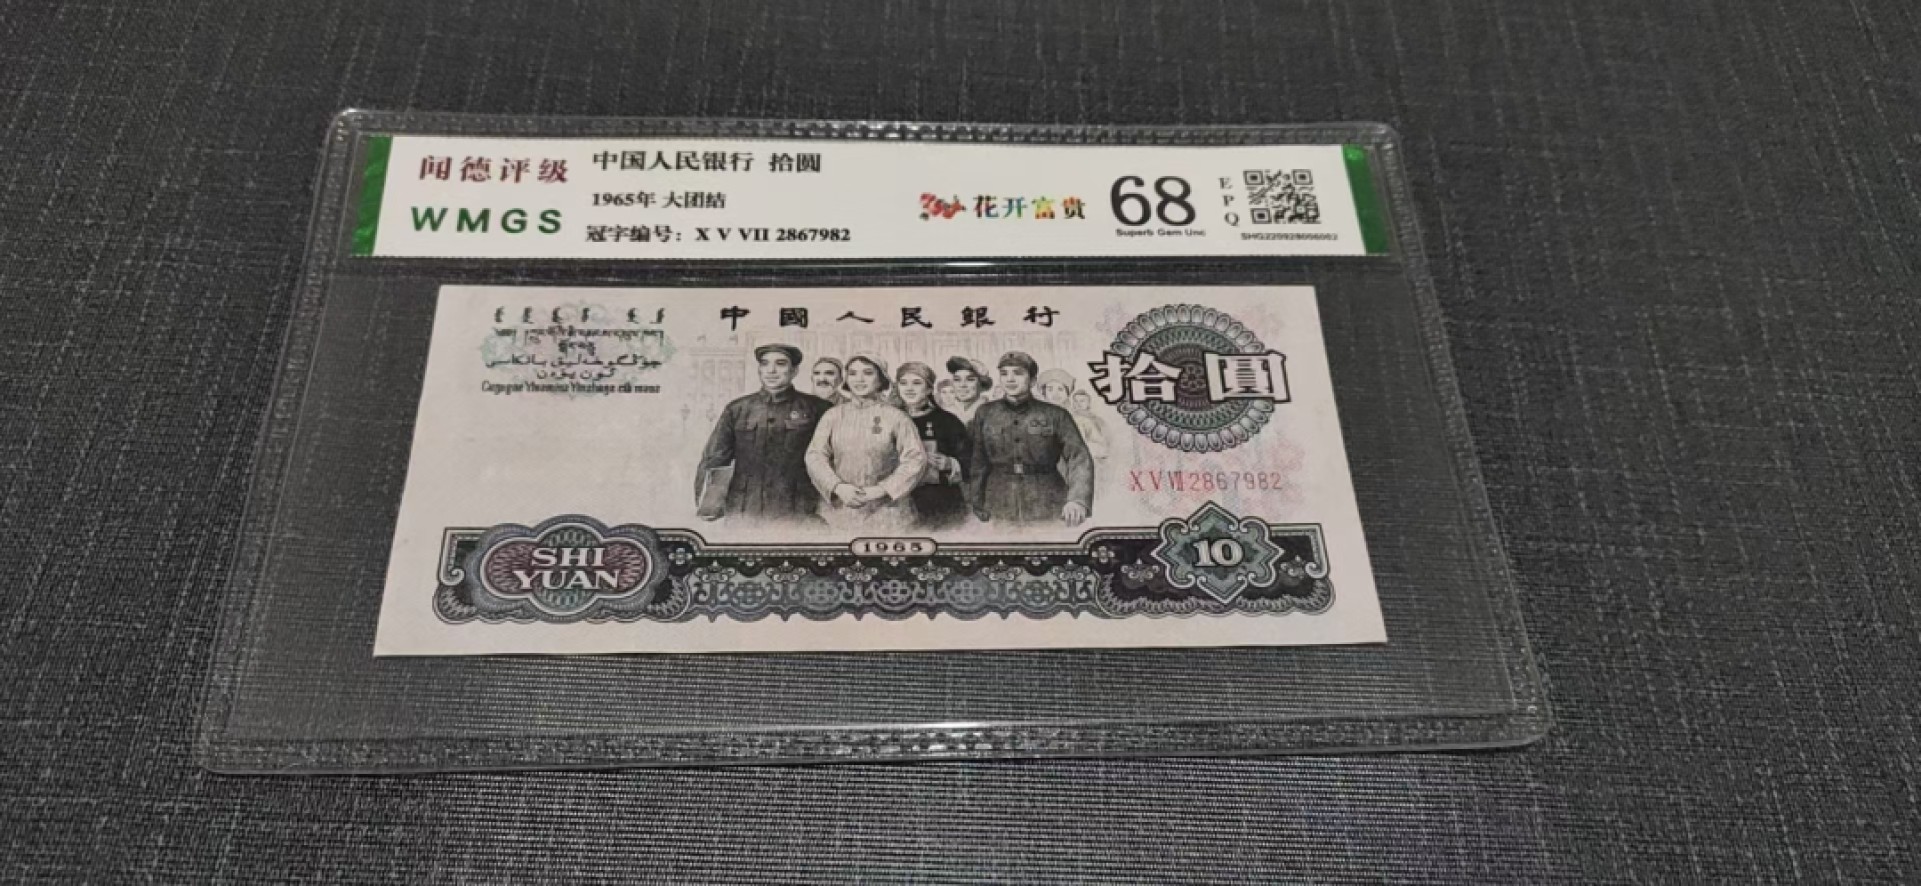 闻德评级
WMGS
中国人民银行 拾圆
1965年 大团结
冠字编号：X V VII 2867982
花开富贵
68
Superb Gem Unc
EPQ
SHG220928006002
中國人民銀行
拾圓
X V VII 2867982
1965
SHI
YUAN
10